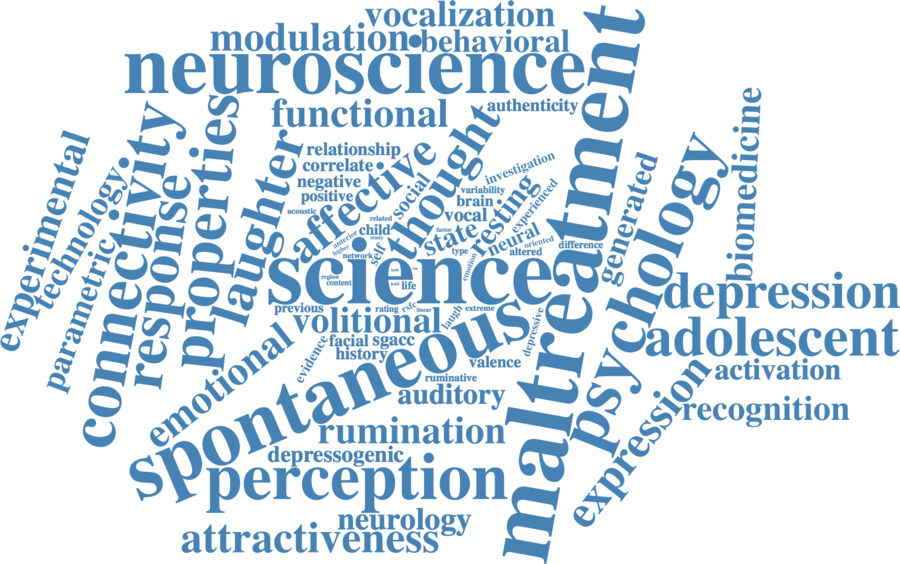 vocalization
modulation
behavioral
neuroscience
functional
authenticity
maltreatment
experimental
technology
parametric
connectivity
response
properties
laughter
relationship
correlate
negative
positive
acoustic
affective
thought
social
investigation
variability
brain
vocal
resting
experienced
state
neural
generated
psychology
biomedicine
related
child
study
anterior
higher
network
self
factor
type
emotion
oriented
altered
difference
science
region
content
life
previous
rating
rsfc
linear
laugh
extreme
depressive
volitional
spontaneous
emotional
evidence
facial
sgacc
history
valence
ruminative
auditory
depression
adolescent
activation
expression
recognition
rumination
depressogenic
perception
neurology
attractiveness